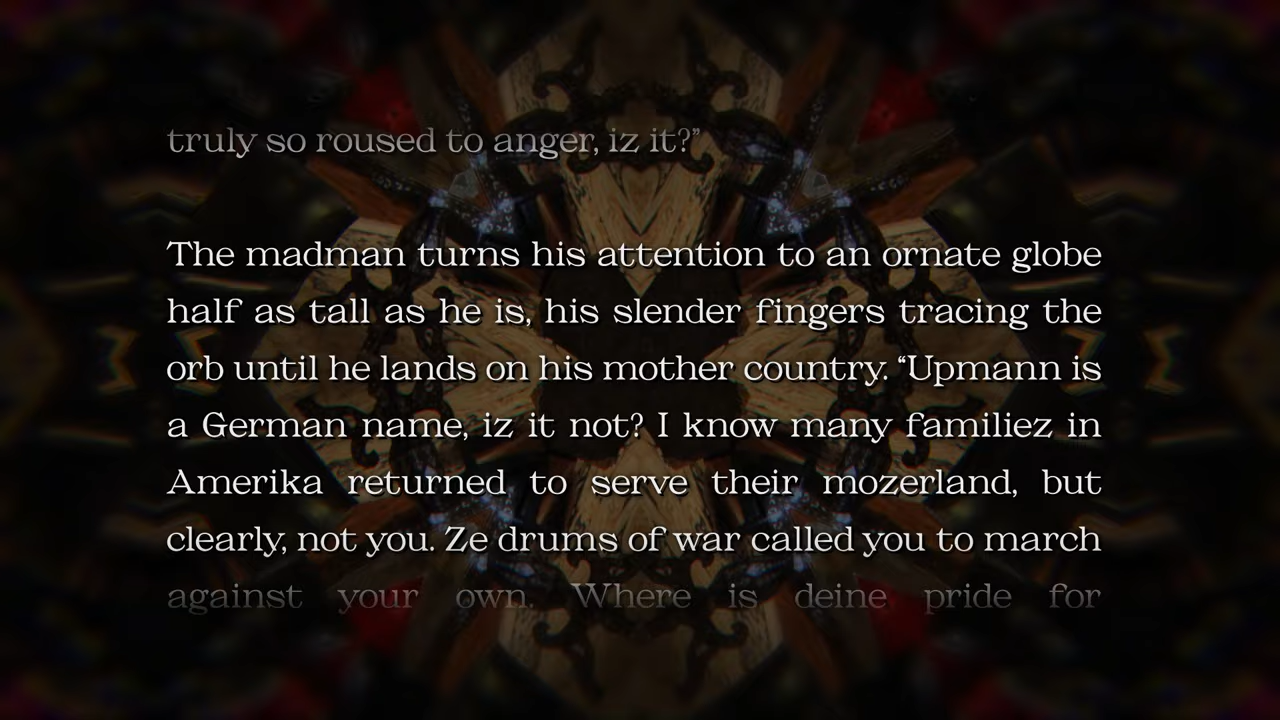 truly so roused to anger, iz it?”
The madman turns his attention to an ornate globe
half as tall as he is, his slender fingers tracing the
orb until he lands on his mother country. “Upmann is
a German name, iz it not? I know many familiez in
Amerika returned to serve their mozerland, but
clearly, not you. Ze drums of war called you to march
against your own. Where is deine pride for